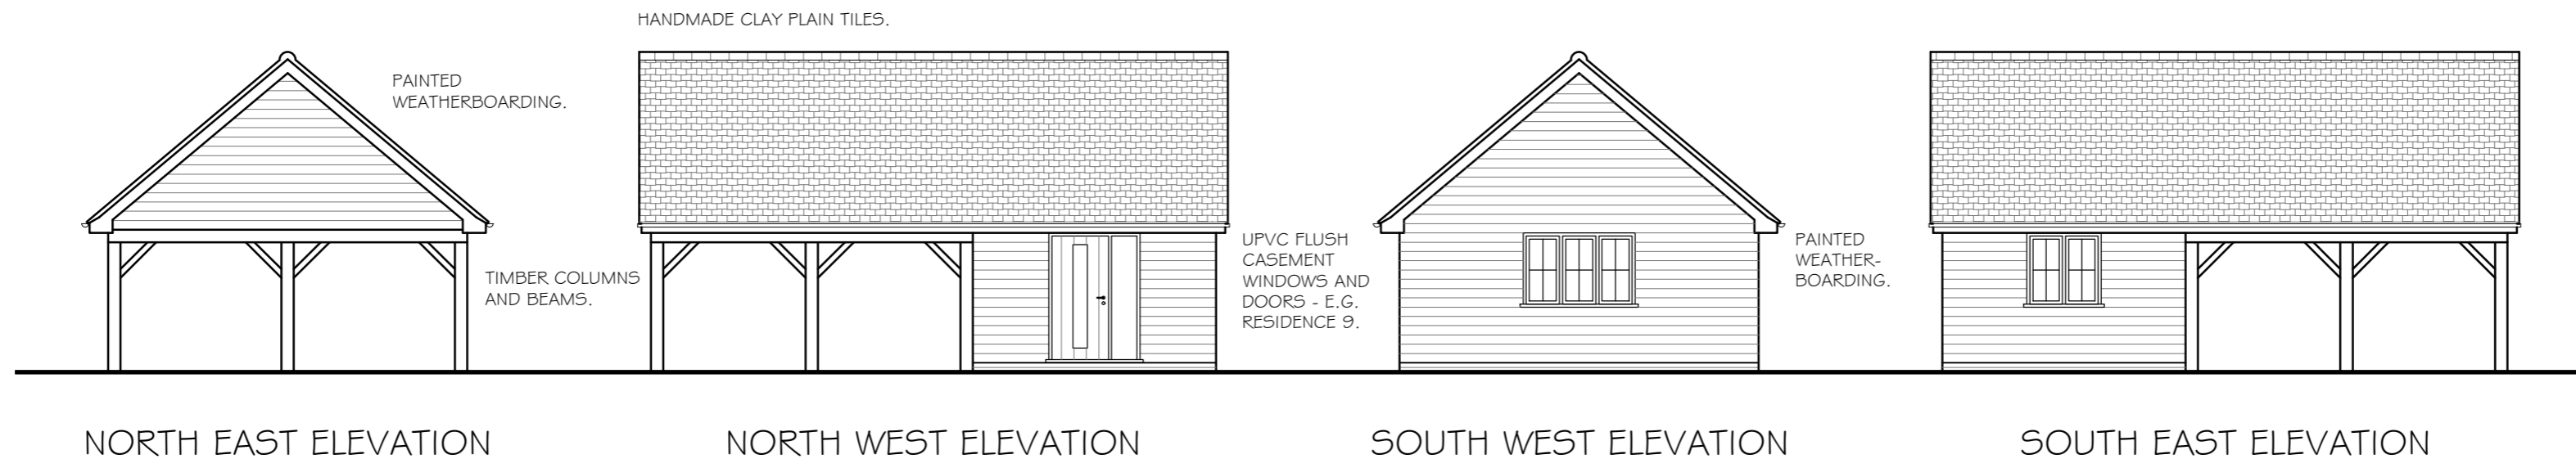 HANDMADE CLAY PLAIN TILES.
PAINTED
WEATHERBOARDING.
TIMBER COLUMNS
AND BEAMS.
UPVC FLUSH
CASEMENT
WINDOWS AND
DOORS - E.G.
RESIDENCE 9.
PAINTED
WEATHER-
BOARDING.
NORTH EAST ELEVATION
NORTH WEST ELEVATION
SOUTH WEST ELEVATION
SOUTH EAST ELEVATION